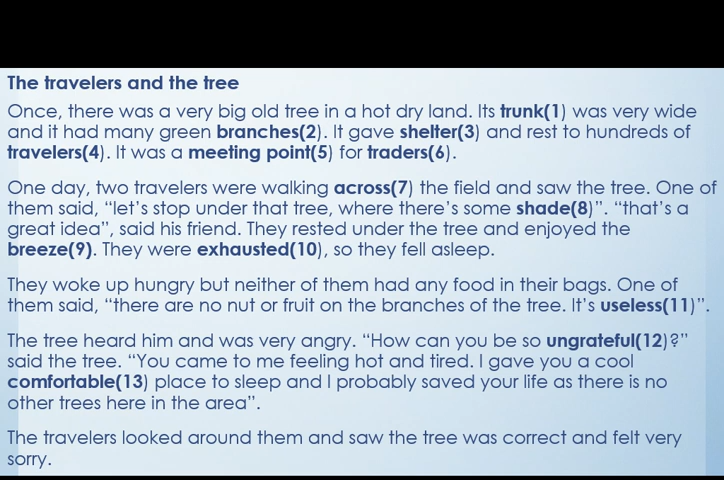 The travelers and the tree
Once, there was a very big old tree in a hot dry land. Its trunk(1) was very wide
and it had many green branches(2). It gave shelter(3) and rest to hundreds of
travelers(4). It was a meeting point(5) for traders(6).
One day, two travelers were walking across(7) the field and saw the tree. One of
them said, “let’s stop under that tree, where there’s some shade(8)”. “that’s a
great idea”, said his friend. They rested under the tree and enjoyed the
breeze(9). They were exhausted(10), so they fell asleep.
They woke up hungry but neither of them had any food in their bags. One of
them said, “there are no nut or fruit on the branches of the tree. It’s useless(11)”.
The tree heard him and was very angry. “How can you be so ungrateful(12)?”
said the tree. “You came to me feeling hot and tired. I gave you a cool
comfortable(13) place to sleep and I probably saved your life as there is no
other trees here in the area”.
The travelers looked around them and saw the tree was correct and felt very
sorry.